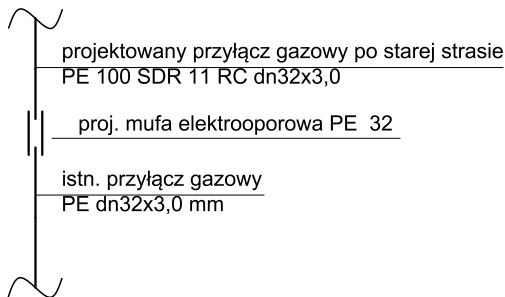 projektowany przyłącz gazowy po starej strasie
PE 100 SDR 11 RC dn32x3,0
proj. mufa elektrooporowa PE 32
istn. przyłącz gazowy
PE dn32x3,0 mm